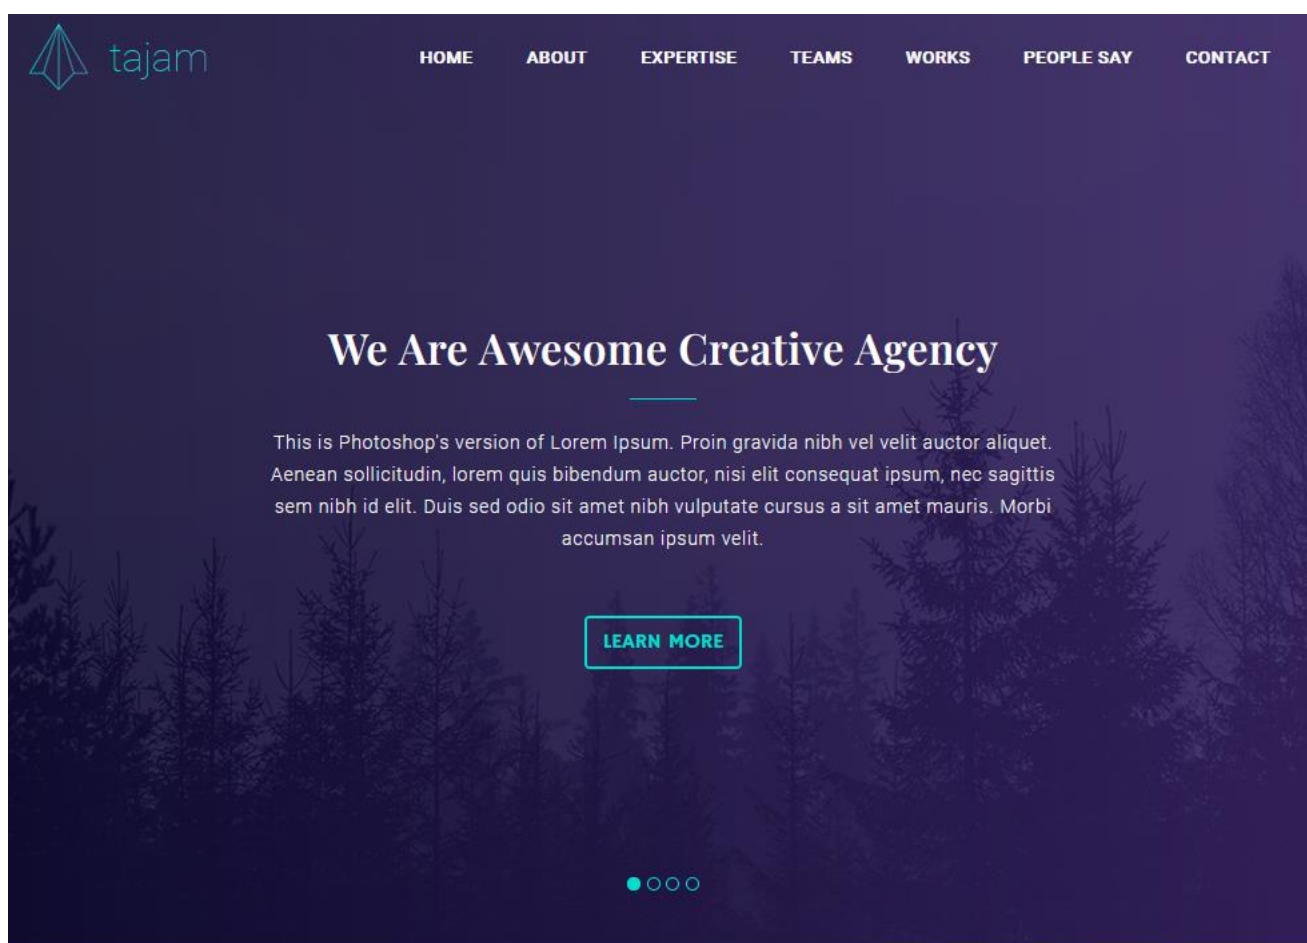 tajam
HOME ABOUT EXPERTISE TEAMS WORKS PEOPLE SAY CONTACT
We Are Awesome Creative Agency
This is Photoshop's version of Lorem Ipsum. Proin gravida nibh vel velit auctor aliquet.
Aenean sollicitudin, lorem quis bibendum auctor, nisi elit consequat ipsum, nec sagittis
sem nibh id elit. Duis sed odio sit amet nibh vulputate cursus a sit amet mauris. Morbi
accumsan ipsum velit.
LEARN MORE